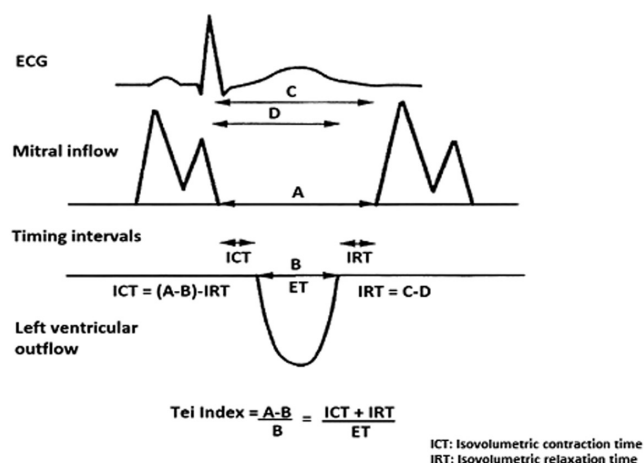 ECG
C
D
Mitral inflow
A
Timing intervals
ICT
B
IRT
ET
ICT = (A-B)-IRT
IRT = C-D
Left ventricular
outflow
Tei Index = A-B / B = ICT + IRT / ET
ICT: Isovolumetric contraction time
IRT: Isovolumetric relaxation time